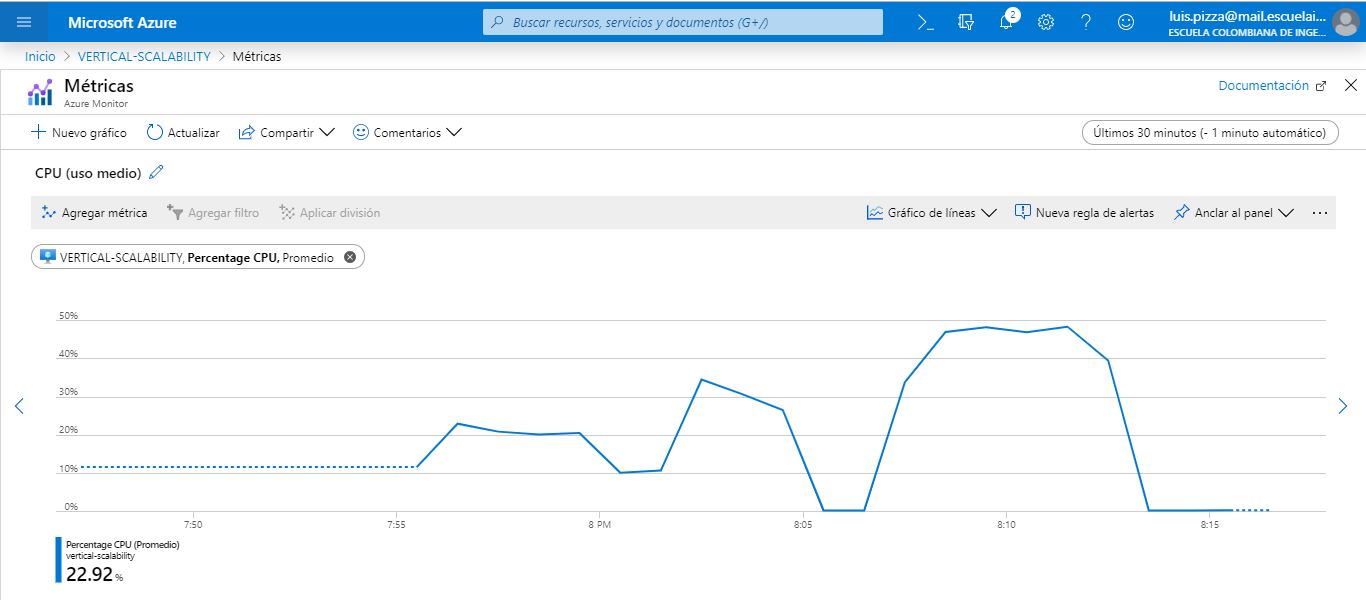 Microsoft Azure
Buscar recursos, servicios y documentos (G+/)
2
luis.pizza@mail.escuelai...
ESCUELA COLOMBIANA DE INGE...
Inicio > VERTICAL-SCALABILITY > Métricas
Métricas
Azure Monitor
Documentación
Nuevo gráfico
Actualizar
Compartir
Comentarios
Últimos 30 minutos (- 1 minuto automático)
CPU (uso medio)
Agregar métrica
Agregar filtro
Aplicar división
Gráfico de líneas
Nueva regla de alertas
Anclar al panel
VERTICAL-SCALABILITY, Percentage CPU, Promedio
50%
40%
30%
20%
10%
0%
7:50
7:55
8 PM
8:05
8:10
8:15
Percentage CPU (Promedio)
vertical-scalability
22.92 %